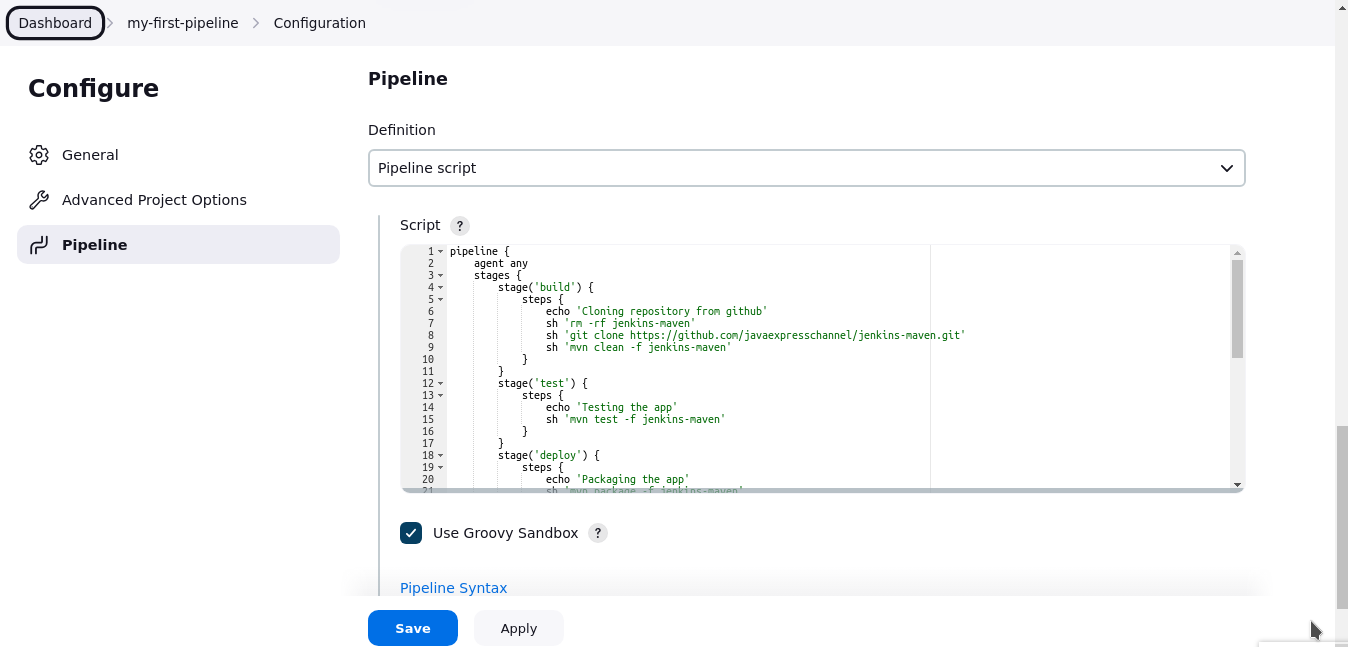 Dashboard
my-first-pipeline
Configuration
Configure
General
Advanced Project Options
Pipeline
Pipeline
Definition
Pipeline script
Script ?
1 pipeline {
2 agent any
3 stages {
4 stage('build') {
5 steps {
6 echo 'Cloning repository from github'
7 sh 'rm -rf jenkins-maven'
8 sh 'git clone https://github.com/javaexpresschannel/jenkins-maven.git'
9 sh 'mvn clean -f jenkins-maven'
10 }
11 }
12 stage('test') {
13 steps {
14 echo 'Testing the app'
15 sh 'mvn test -f jenkins-maven'
16 }
17 }
18 stage('deploy') {
19 steps {
20 echo 'Packaging the app'
21 sh 'mvn package -f jenkins-maven'
Use Groovy Sandbox ?
Pipeline Syntax
Save
Apply